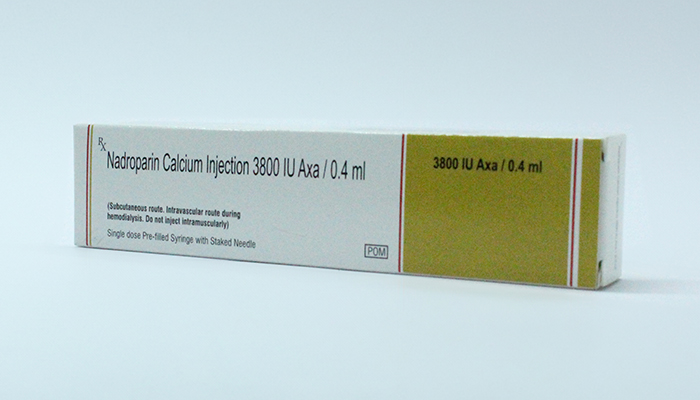 Rx
Nadroparin Calcium Injection 3800 IU Axa / 0.4 ml
(Subcutaneous route. Intravascular route during
hemodialysis. Do not inject intramuscularly)
Single dose Pre-filled Syringe with Staked Needle
POM
3800 IU Axa / 0.4 ml